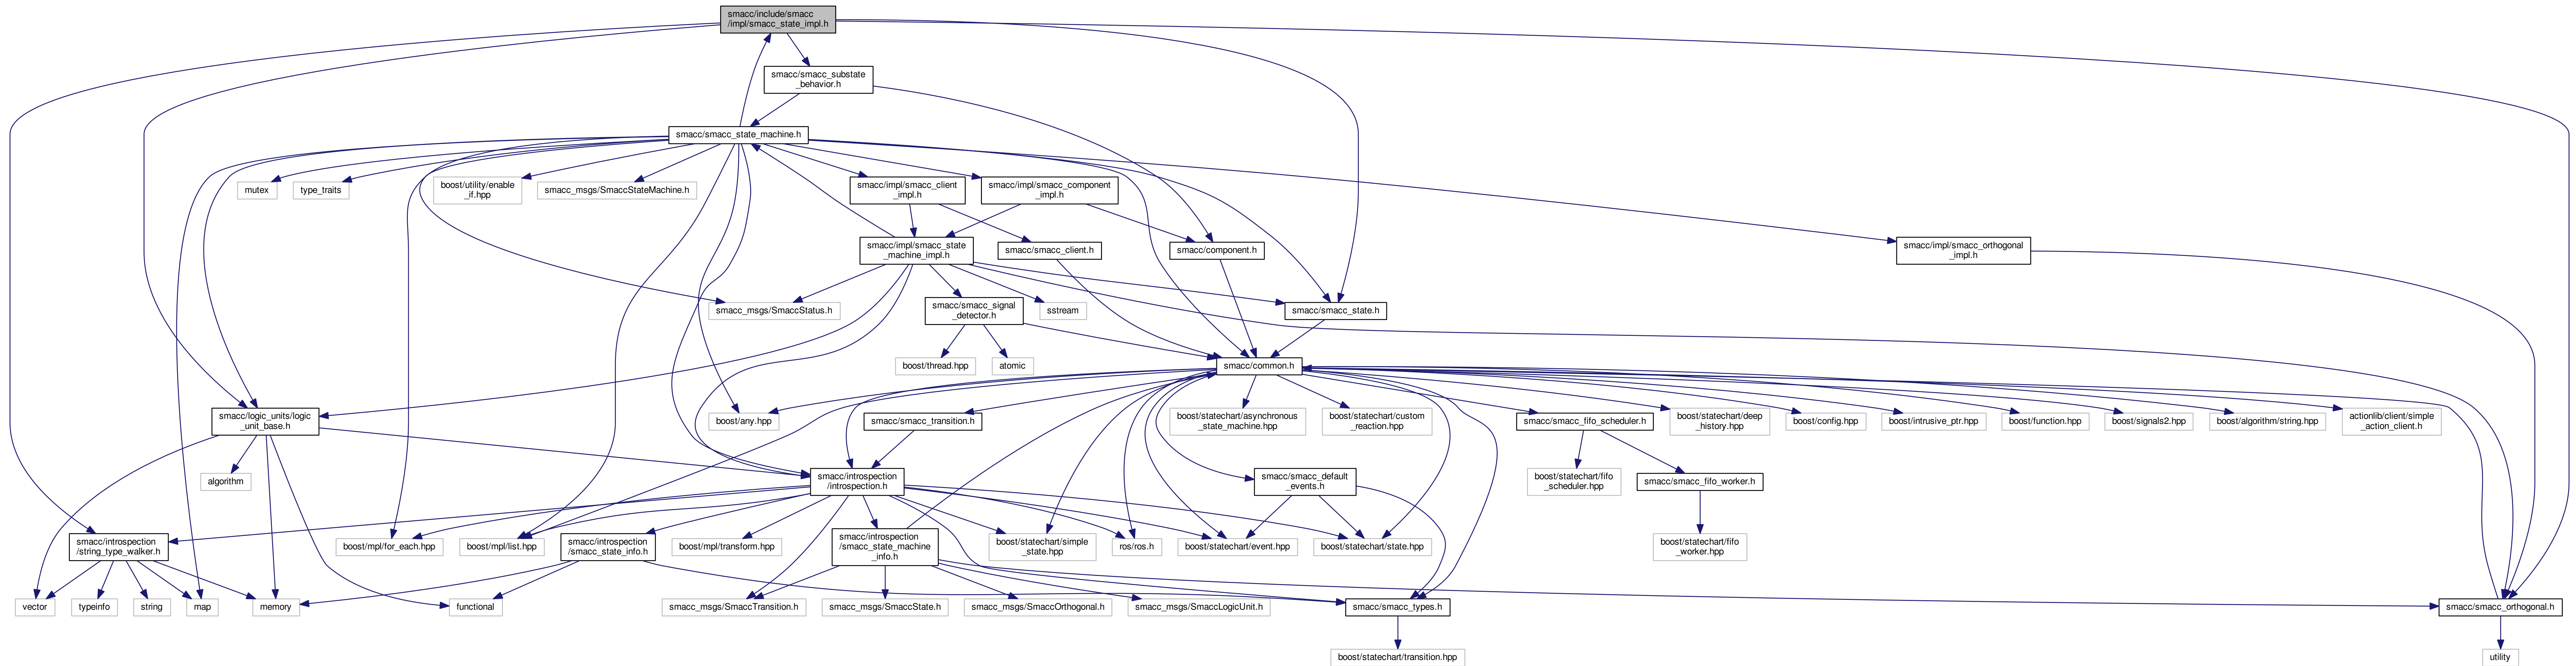 smacc/include/smacc
/impl/smacc_state_impl.h
smacc/smacc_substate
_behavior.h
smacc/smacc_state_machine.h
mutex
type_traits
boost/utility/enable
_if.hpp
smacc_msgs/SmaccStateMachine.h
smacc/impl/smacc_client
_impl.h
smacc/impl/smacc_component
_impl.h
smacc/impl/smacc_state
_machine_impl.h
smacc/smacc_client.h
smacc/component.h
smacc/impl/smacc_orthogonal
_impl.h
smacc_msgs/SmaccStatus.h
smacc/smacc_signal
_detector.h
sstream
smacc/smacc_state.h
boost/thread.hpp
atomic
smacc/common.h
smacc/logic_units/logic
_unit_base.h
boost/any.hpp
smacc/smacc_transition.h
boost/statechart/asynchronous
_state_machine.hpp
boost/statechart/custom
_reaction.hpp
smacc/smacc_fifo_scheduler.h
boost/statechart/deep
_history.hpp
boost/config.hpp
boost/intrusive_ptr.hpp
boost/function.hpp
boost/signals2.hpp
boost/algorithm/string.hpp
actionlib/client/simple
_action_client.h
algorithm
smacc/introspection
/introspection.h
smacc/smacc_default
_events.h
boost/statechart/fifo
_scheduler.hpp
smacc/smacc_fifo_worker.h
smacc/introspection
/string_type_walker.h
boost/mpl/for_each.hpp
boost/mpl/list.hpp
smacc/introspection
/smacc_state_info.h
boost/mpl/transform.hpp
smacc/introspection
/smacc_state_machine
_info.h
boost/statechart/simple
_state.hpp
ros/ros.h
boost/statechart/event.hpp
boost/statechart/state.hpp
boost/statechart/fifo
_worker.hpp
vector
typeinfo
string
map
memory
functional
smacc_msgs/SmaccTransition.h
smacc_msgs/SmaccState.h
smacc_msgs/SmaccOrthogonal.h
smacc_msgs/SmaccLogicUnit.h
smacc/smacc_types.h
smacc/smacc_orthogonal.h
boost/statechart/transition.hpp
utility